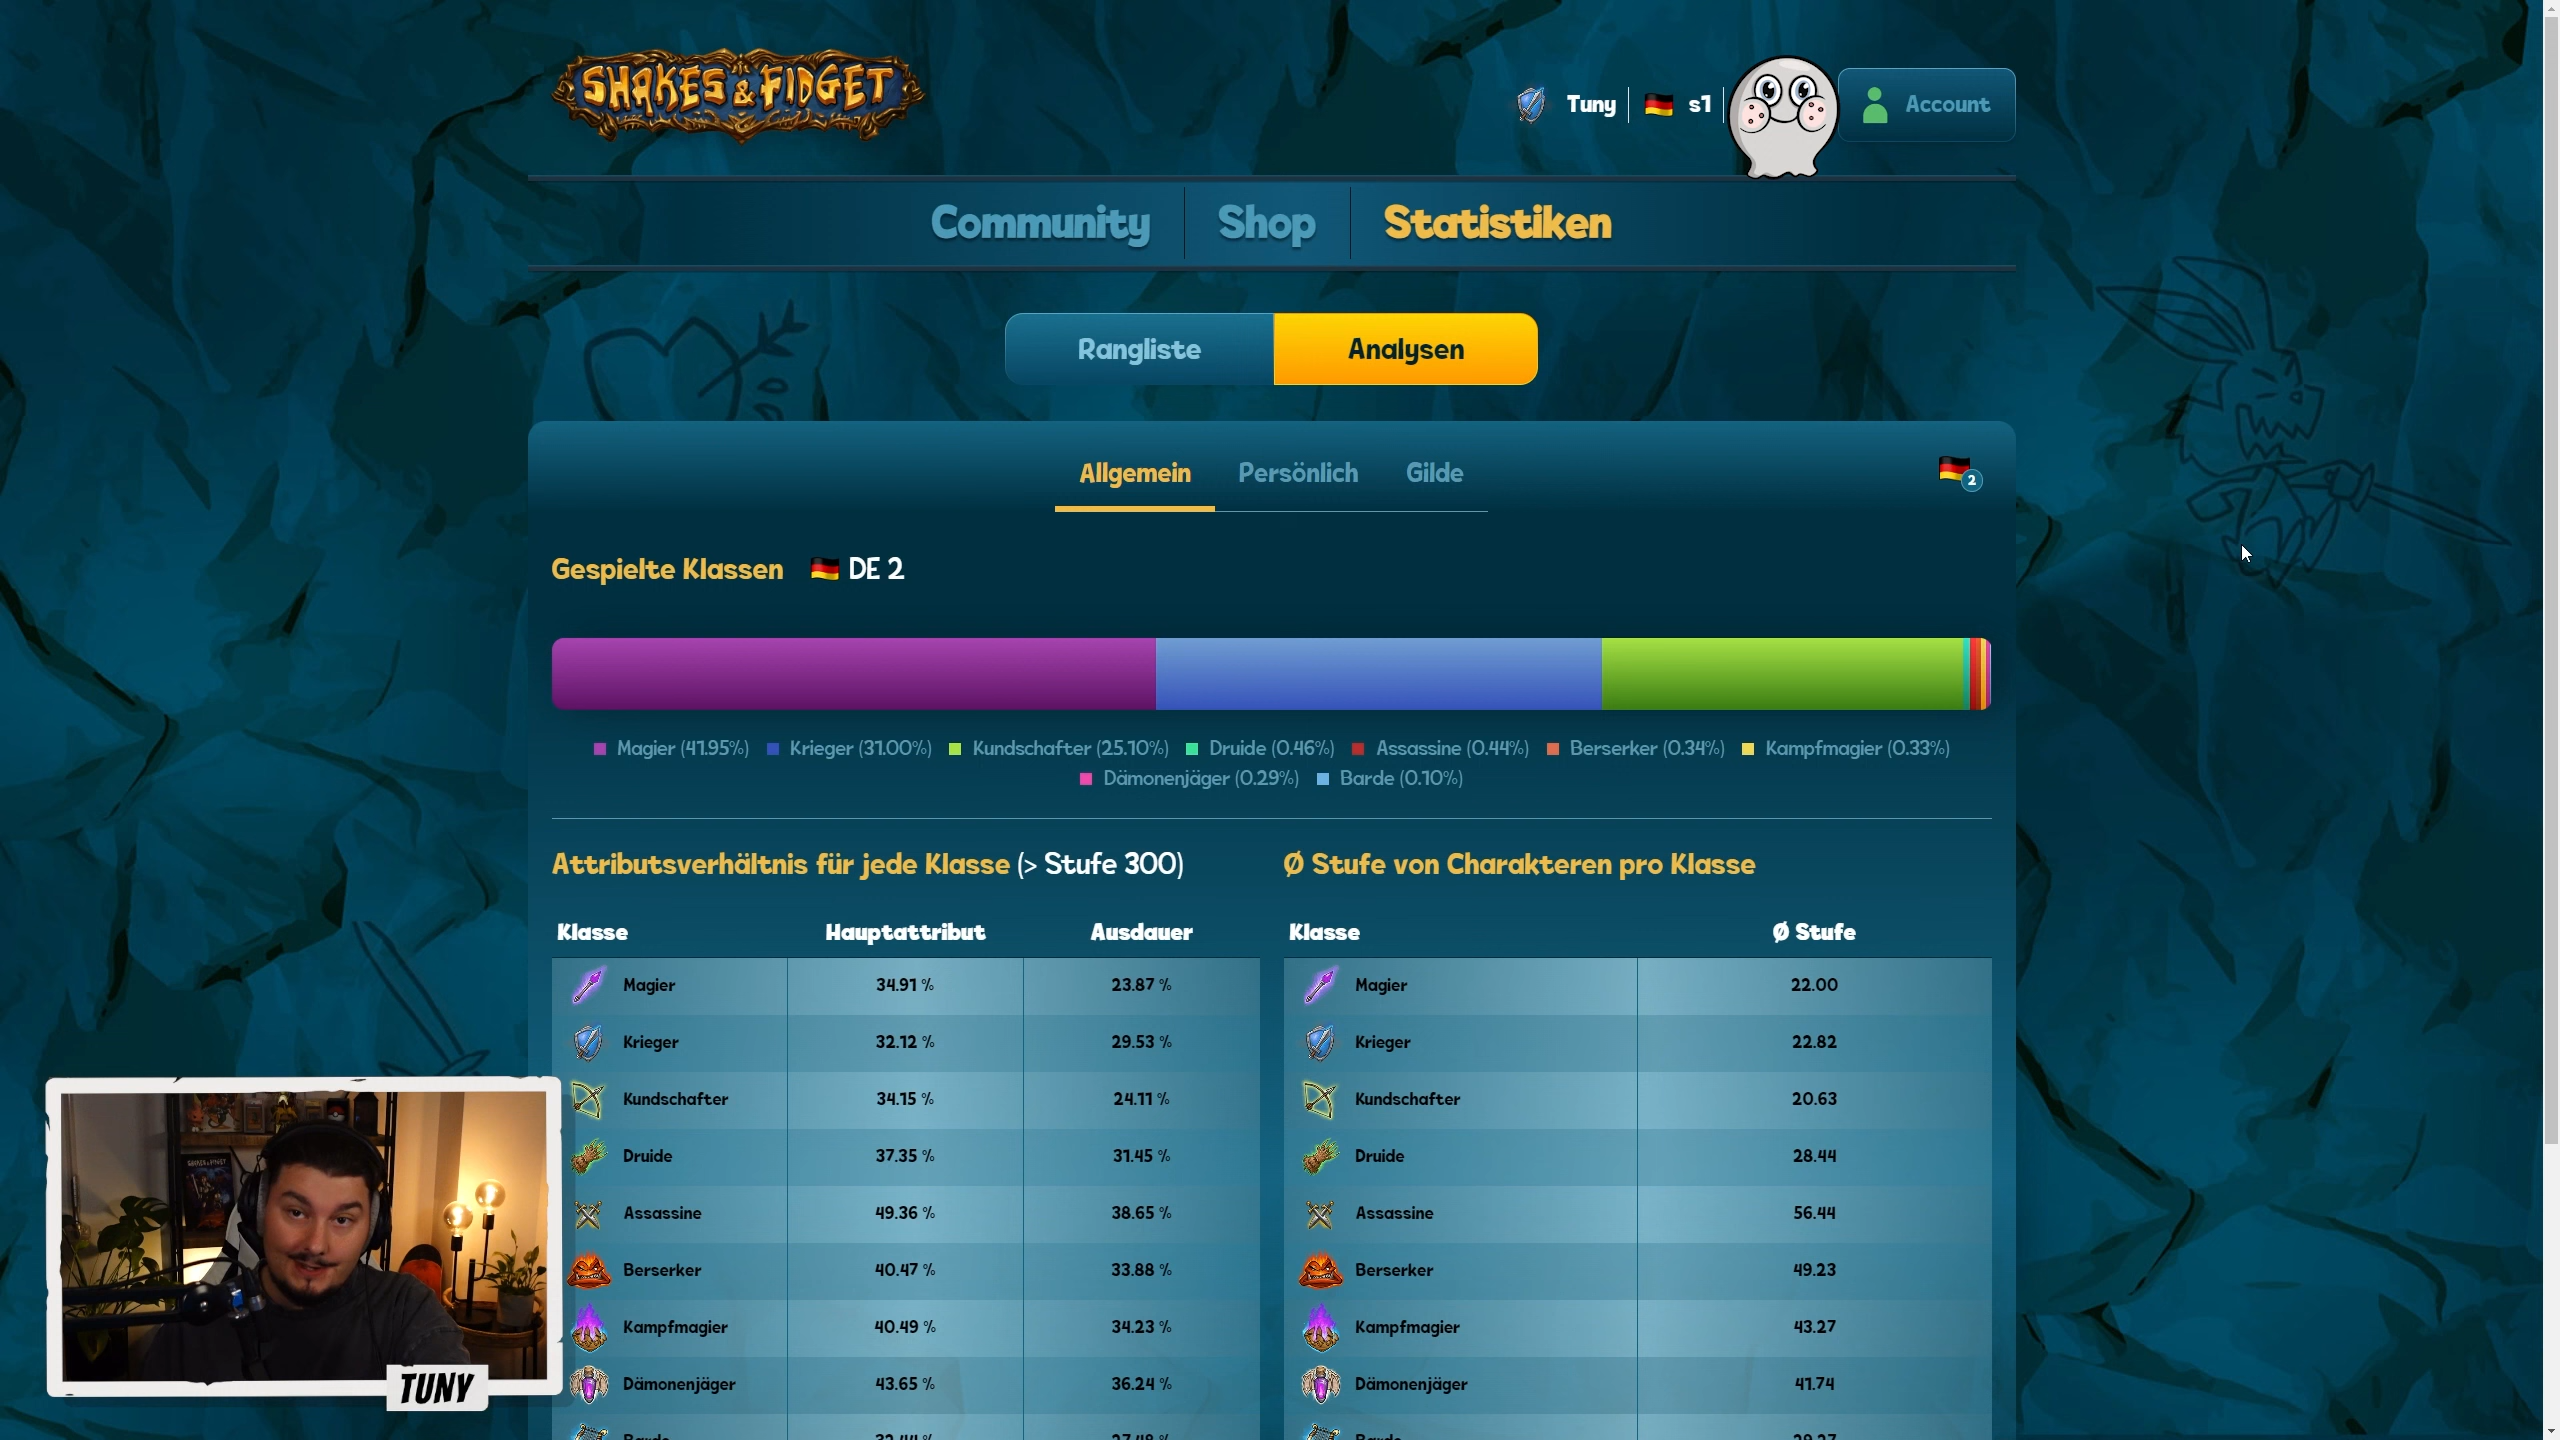 SHAKES & FIDGET
Tuny
s1
Account
Community
Shop
Statistiken
Rangliste
Analysen
Allgemein
Persönlich
Gilde
2
Gespielte Klassen DE 2
Magier (41.95%) Krieger (31.00%) Kundschafter (25.10%) Druide (0.46%) Assassine (0.44%) Berserker (0.34%) Kampfmagier (0.33%)
Dämonenjäger (0.29%) Barde (0.10%)
Attributsverhältnis für jede Klasse (> Stufe 300)
Klasse Hauptattribut Ausdauer
Magier 34.91 % 23.87 %
Krieger 32.12 % 29.53 %
Kundschafter 34.15 % 24.11 %
Druide 37.35 % 31.45 %
Assassine 49.36 % 38.65 %
Berserker 40.47 % 33.88 %
Kampfmagier 40.49 % 34.23 %
Dämonenjäger 43.65 % 36.24 %
Ø Stufe von Charakteren pro Klasse
Klasse Ø Stufe
Magier 22.00
Krieger 22.82
Kundschafter 20.63
Druide 28.44
Assassine 56.44
Berserker 49.23
Kampfmagier 43.27
Dämonenjäger 41.74
TUNY